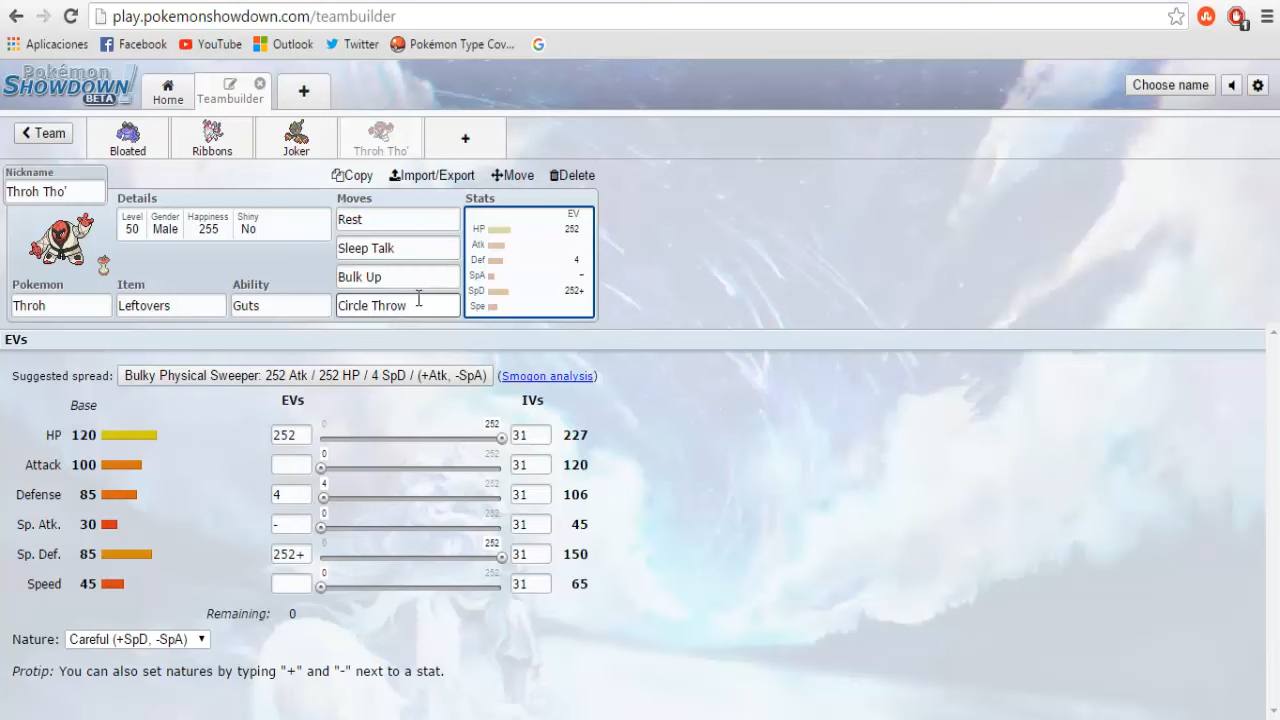 play.pokemonshowdown.com/teambuilder
1
Aplicaciones Facebook YouTube Outlook Twitter Pokémon Type Cov...
Pokémon
SHOWDOWN!
BETA
Home
Teambuilder
+
Choose name
Team
Bloated
Ribbons
Joker
Throh Tho'
+
Copy Import/Export Move Delete
Nickname
Throh Tho'
Details
Level Gender Happiness Shiny
50 Male 255 No
Pokemon
Throh
Item
Leftovers
Ability
Guts
Moves
Rest
Sleep Talk
Bulk Up
Circle Throw
Stats
EV
HP 252
Atk
Def 4
SpA -
SpD 252+
Spe
EVs
Suggested spread: Bulky Physical Sweeper: 252 Atk / 252 HP / 4 SpD / (+Atk, -SpA) (Smogon analysis)
Base EVs IVs
0 252
HP 120 252 31 227
0 252
Attack 100 31 120
4 252
Defense 85 4 31 106
0 252
Sp. Atk. 30 - 31 45
0 252
Sp. Def. 85 252+ 31 150
0 252
Speed 45 31 65
Remaining: 0
Nature: Careful (+SpD, -SpA)
Protip: You can also set natures by typing "+" and "-" next to a stat.